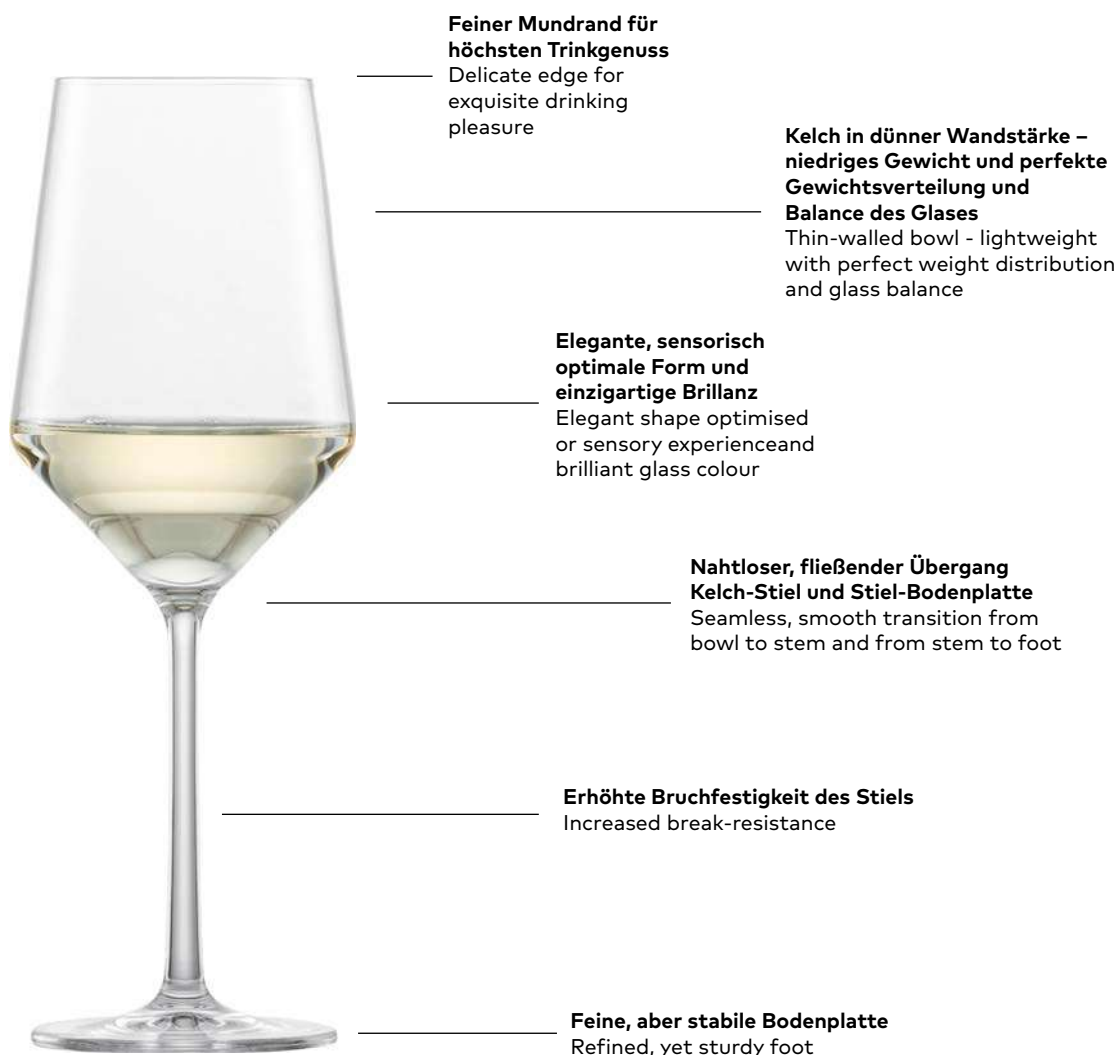 Feiner Mundrand für
höchsten Trinkgenuss
Delicate edge for
exquisite drinking
pleasure
Kelch in dünner Wandstärke –
niedriges Gewicht und perfekte
Gewichtsverteilung und
Balance des Glases
Thin-walled bowl - lightweight
with perfect weight distribution
and glass balance
Elegante, sensorisch
optimale Form und
einzigartige Brillanz
Elegant shape optimised
or sensory experienceand
brilliant glass colour
Nahtloser, fließender Übergang
Kelch-Stiel und Stiel-Bodenplatte
Seamless, smooth transition from
bowl to stem and from stem to foot
Erhöhte Bruchfestigkeit des Stiels
Increased break-resistance
Feine, aber stabile Bodenplatte
Refined, yet sturdy foot